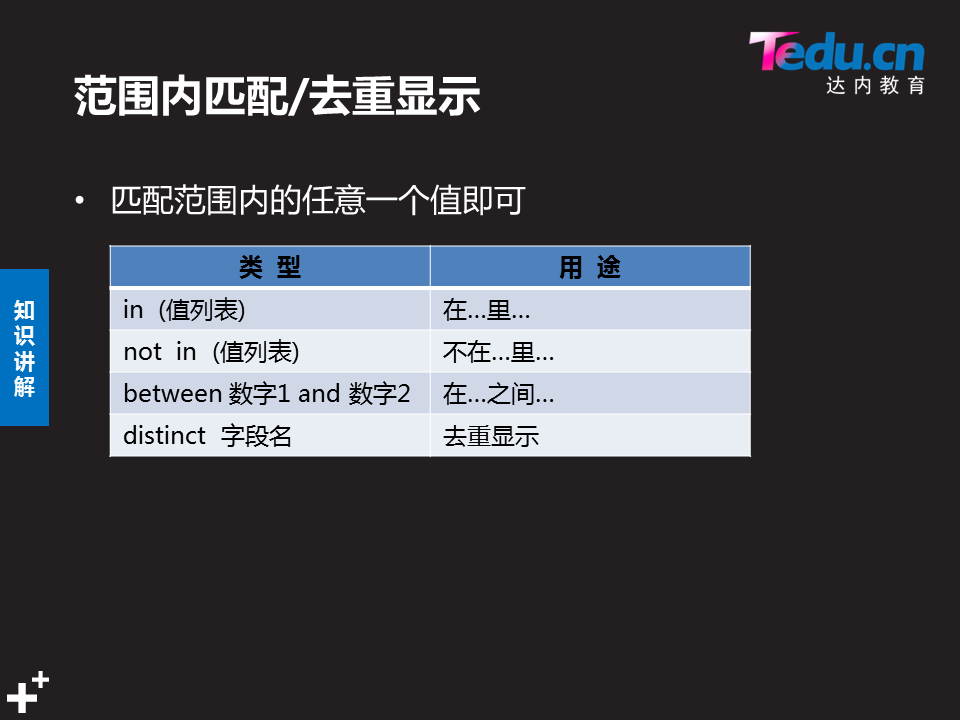 Tedu.cn
达内教育
范围内匹配/去重显示
• 匹配范围内的任意一个值即可
类 型 用 途
in (值列表) 在…里…
not in (值列表) 不在…里…
between 数字1 and 数字2 在…之间…
distinct 字段名 去重显示
知
识
讲
解